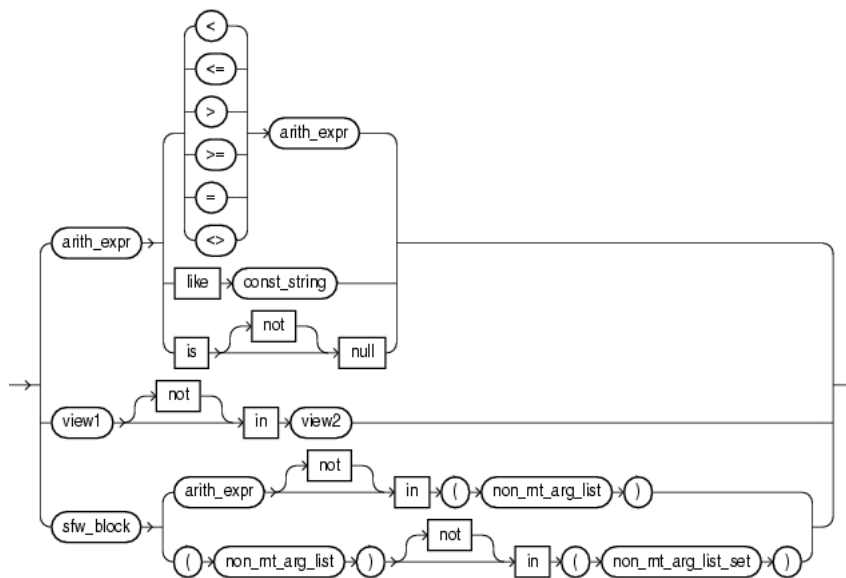 <
<=
>
arith_expr
>=
=
<>
arith_expr
like const_string
not
is null
not
view1 in view2
not
arith_expr in ( non_mt_arg_list )
sfw_block
not
( non_mt_arg_list ) in ( non_mt_arg_list_set )